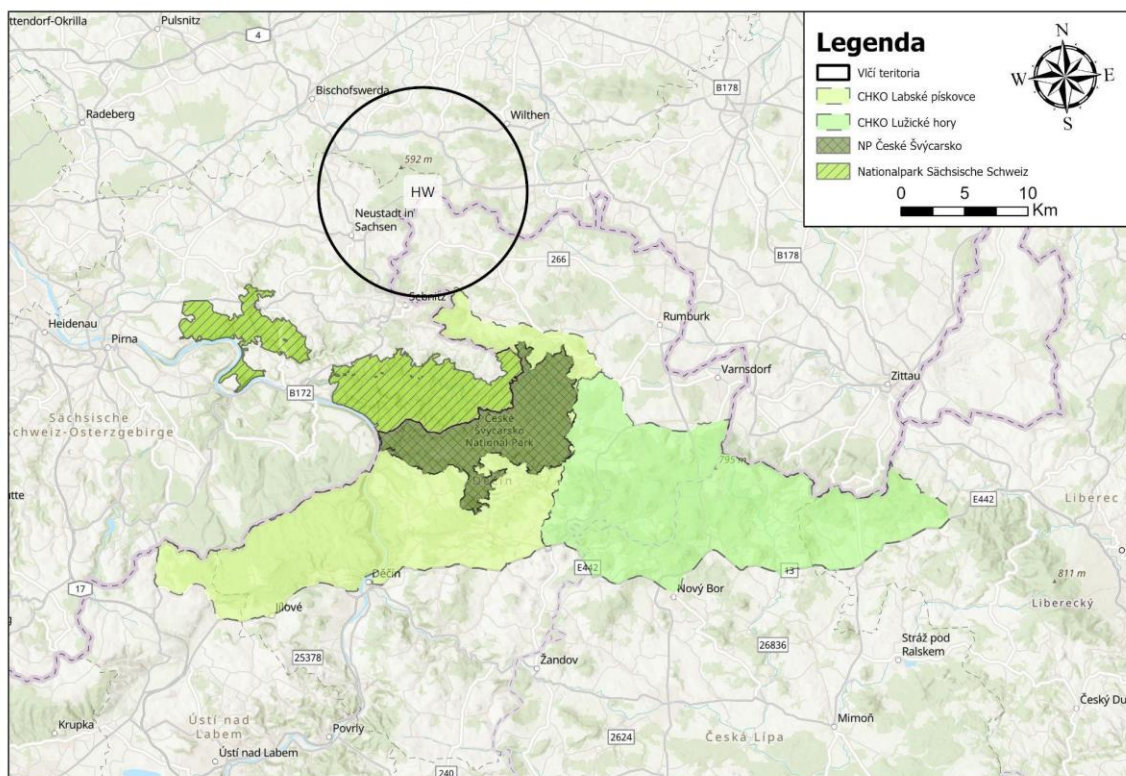 ttendorf-Okrilla
Pulsnitz
4
Bischofswerda
Radeberg
Wilthen
B178
592 m
HW
Neustadt in
Sachsen
266
B178
Sebnitz
Heidenau
Pirna
Rumburk
Varnsdorf
Zittau
B172
Sächsische
Schweiz-Osterzgebirge
České
Švýcarsko
National Park
795 m
E442
Liberec
17
Děčín
E442
13
Nový Bor
811 m
Liberecký
Jílové
25378
Žandov
26836
Stráž pod
Ralskem
Krupka
Ústí nad
Labem
Povrly
Ústí nad Labem
240
2624
Česká Lípa
Mimoň
Český Du
Legenda
Vlčí teritoria
CHKO Labské pískovce
CHKO Lužické hory
NP České Švýcarsko
Nationalpark Sächsische Schweiz
0 5 10
Km
N
W E
S